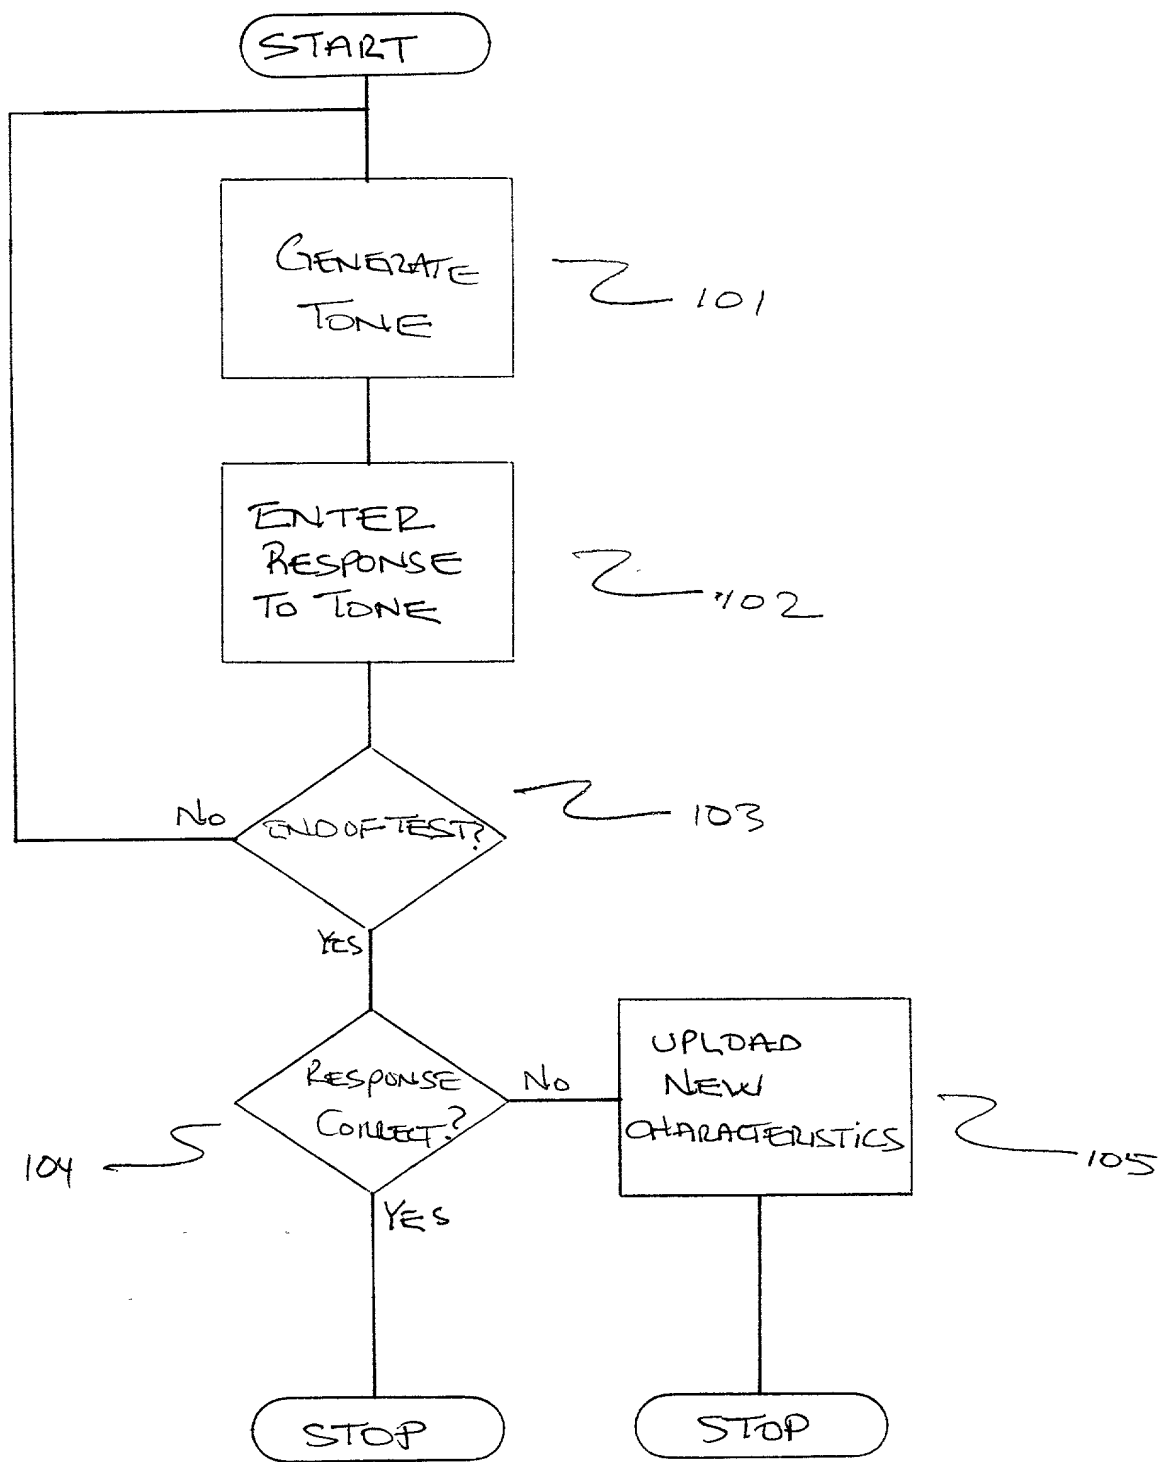 START
GENERATE
TONE
101
ENTER
RESPONSE
TO TONE
102
NO
END OF TEST?
103
YES
RESPONSE
CORRECT?
NO
UPLOAD
NEW
CHARACTERISTICS
104
105
YES
STOP
STOP